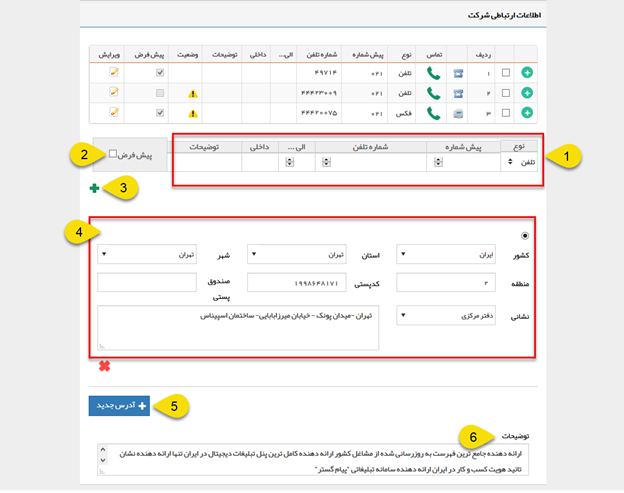 اطلاعات ارتباطی شرکت
ردیف تماس نوع پیش شماره شماره تلفن الی... داخلی توضیحات وضعیت پیش فرض ویرایش
۱ تلفن ۰۲۱ ۴۹۷۱۴
۲ تلفن ۰۲۱ ۴۴۴۲۳۰۰۹
۳ فکس ۰۲۱ ۴۴۴۲۰۰۷۵
نوع پیش شماره شماره تلفن الی ... داخلی توضیحات
تلفن
پیش فرض
1
2
3
4
کشور ایران استان تهران شهر تهران
منطقه ۲ کدپستی ۱۹۹۸۶۴۸۱۷۱ صندوق
پستی
نشانی دفتر مرکزی تهران -میدان پونک - خیابان میرزابابایی- ساختمان اسپیناس
آدرس جدید
5
توضیحات
6
ارائه دهنده جامع ترین فهرست به روزرسانی شده از مشاغل کشور ارائه دهنده کامل ترین پنل تبلیغات دیجیتال در ایران تنها ارائه دهنده نشان
تائید هویت کسب و کار در ایران ارائه دهنده سامانه تبلیغاتی "پیام گستر"